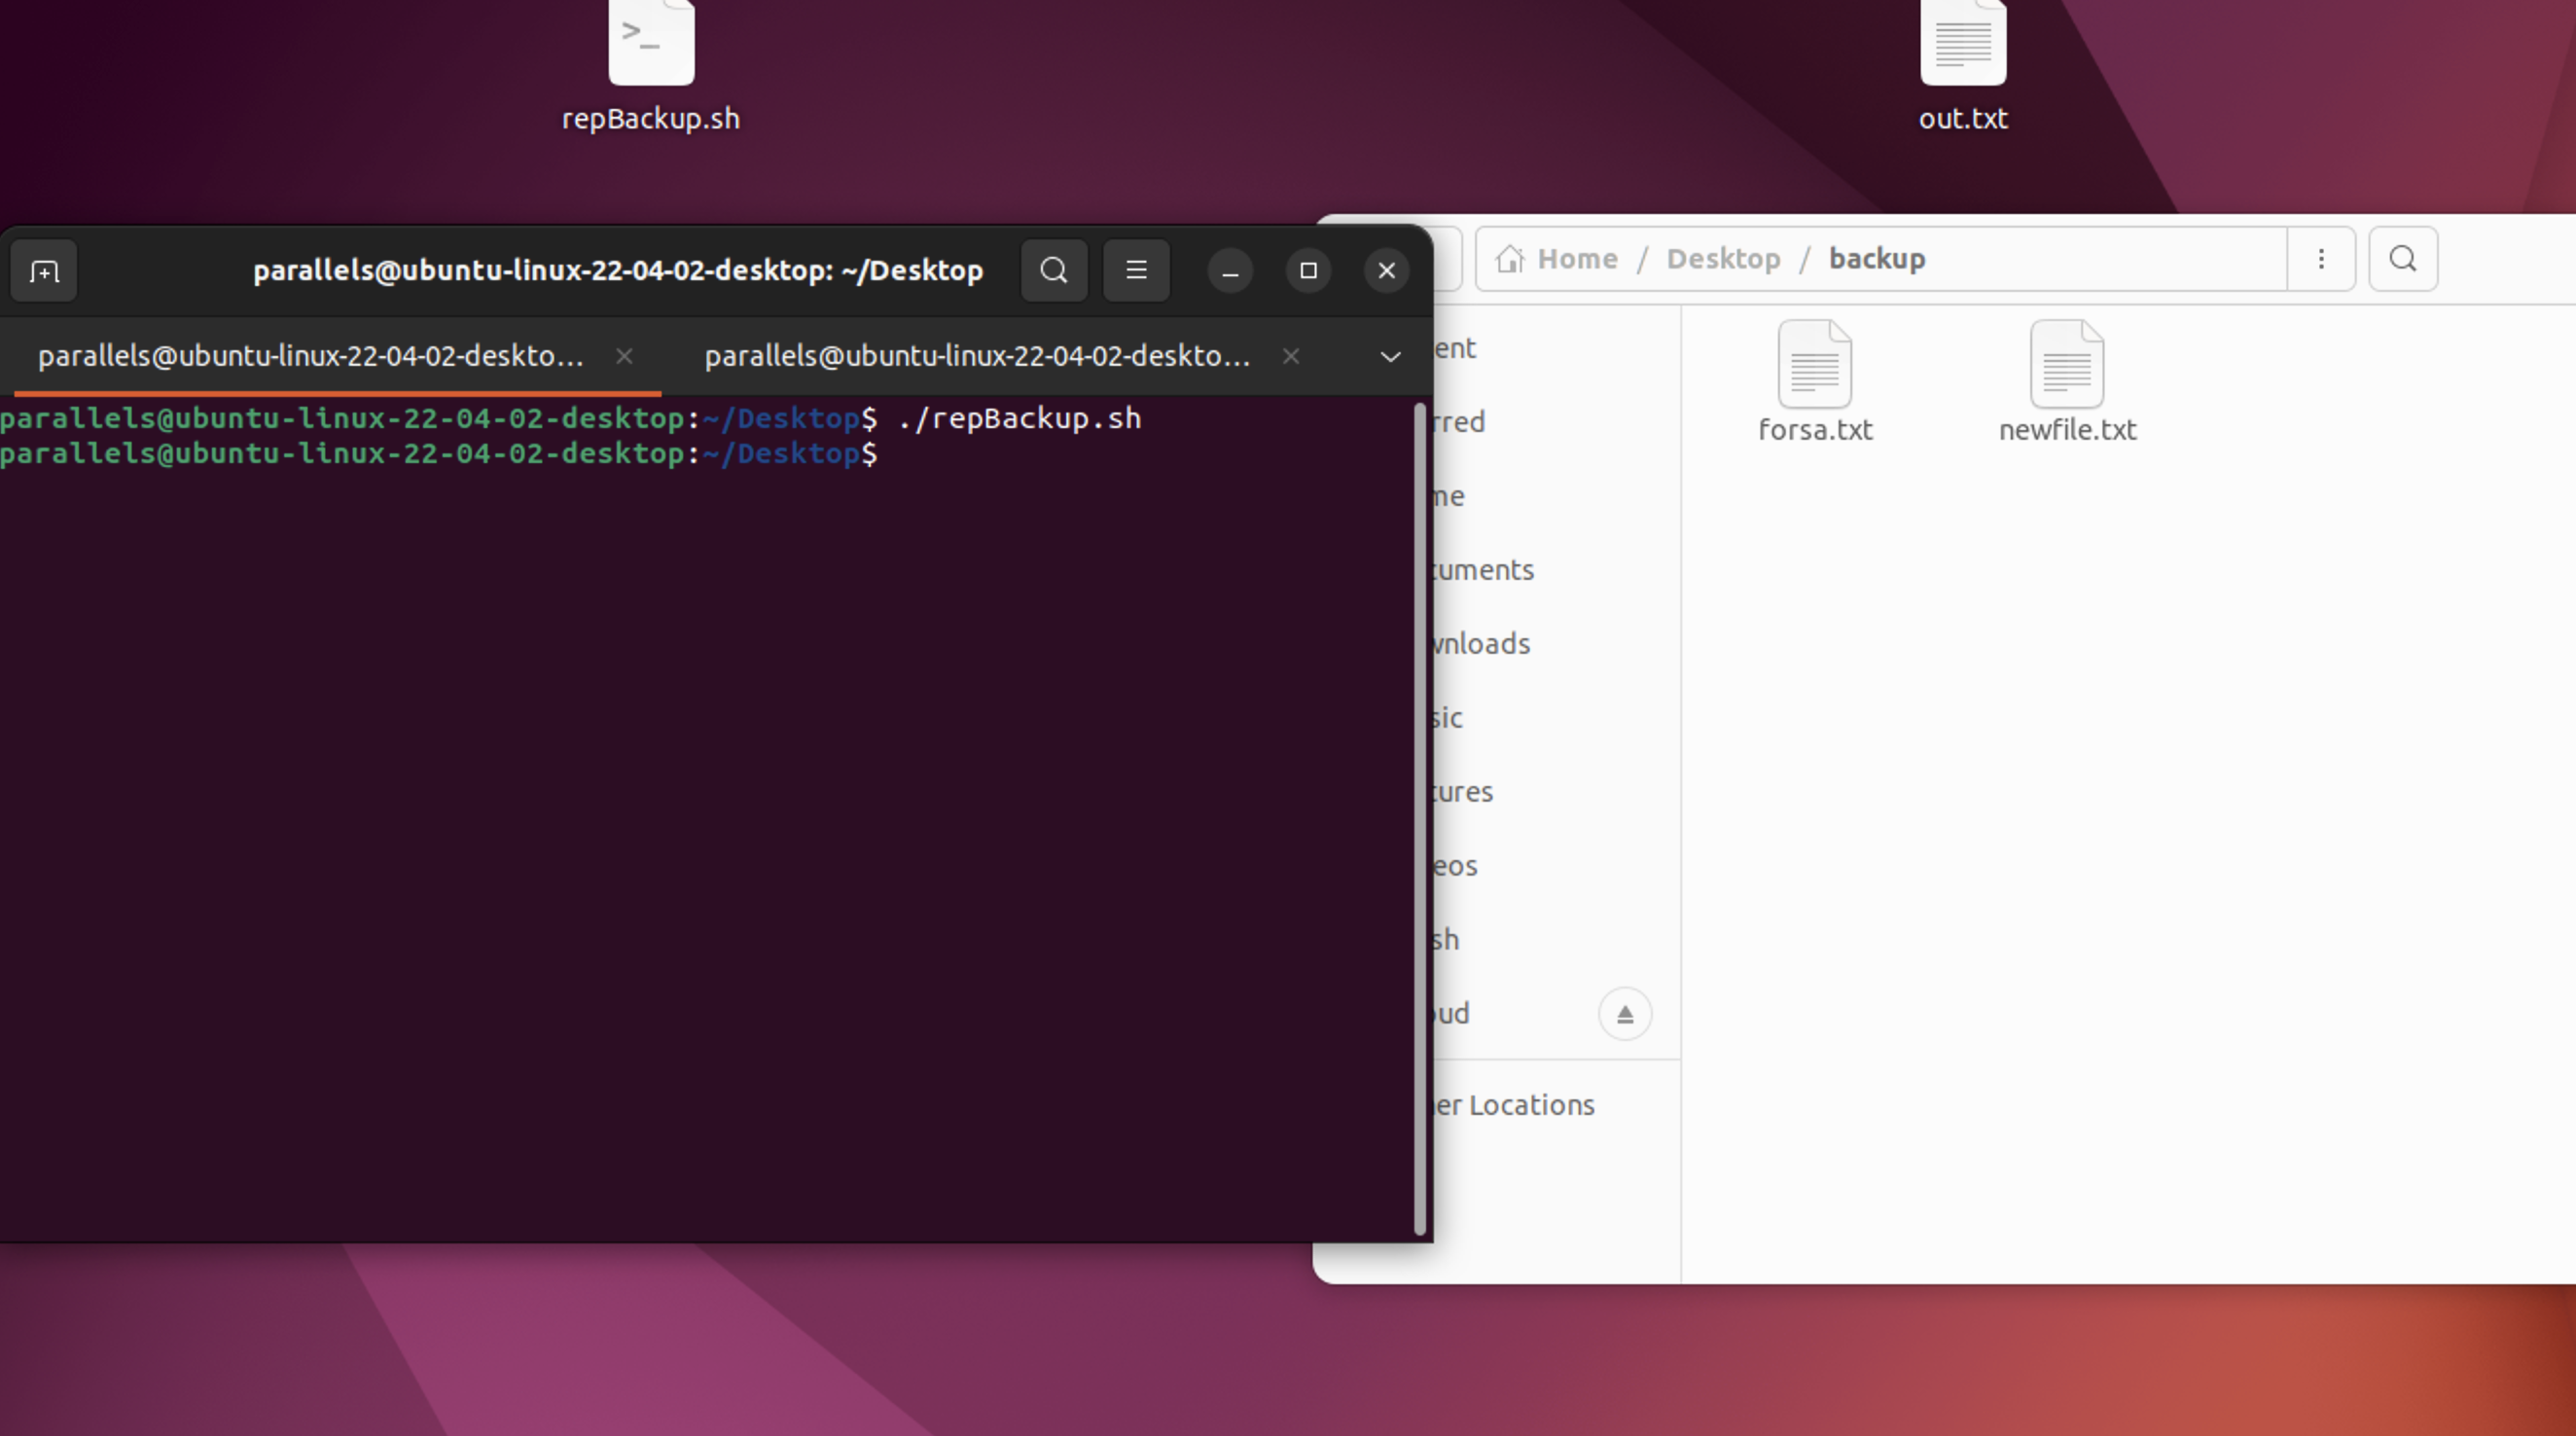 >_
repBackup.sh
out.txt
parallels@ubuntu-linux-22-04-02-desktop: ~/Desktop
Home / Desktop / backup
parallels@ubuntu-linux-22-04-02-deskto...
parallels@ubuntu-linux-22-04-02-deskto...
parallels@ubuntu-linux-22-04-02-desktop:~/Desktop$ ./repBackup.sh
parallels@ubuntu-linux-22-04-02-desktop:~/Desktop$
ent
rred
me
cuments
wnloads
sic
tures
eos
sh
oud
er Locations
forsa.txt
newfile.txt